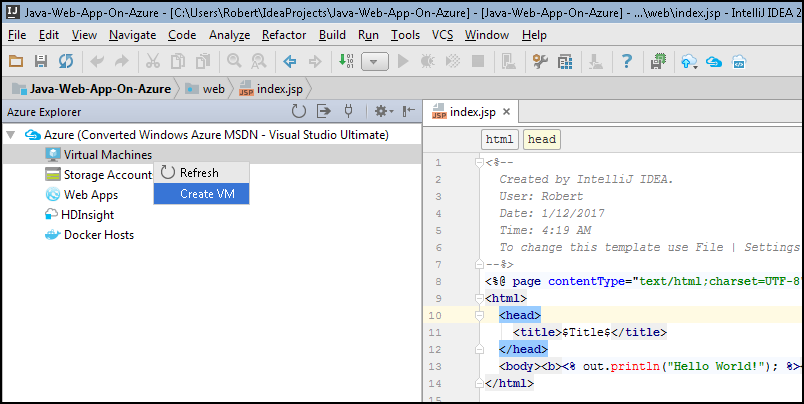 Java-Web-App-On-Azure - [C:\Users\Robert\IdeaProjects\Java-Web-App-On-Azure] - [Java-Web-App-On-Azure] - ...\web\index.jsp - IntelliJ IDEA 2
File Edit View Navigate Code Analyze Refactor Build Run Tools VCS Window Help
Java-Web-App-On-Azure web index.jsp
Azure Explorer
Azure (Converted Windows Azure MSDN - Visual Studio Ultimate)
Virtual Machines
Storage Account
Web Apps
HDInsight
Docker Hosts
Refresh
Create VM
index.jsp
html head
1 <%--
2 Created by IntelliJ IDEA.
3 User: Robert
4 Date: 1/12/2017
5 Time: 4:19 AM
6 To change this template use File | Settings
7 --%>
8 <%@ page contentType="text/html;charset=UTF-8
9 <html>
10 <head>
11 <title>$Title$</title>
12 </head>
13 <body><b><% out.println("Hello World!"); %><
14 </html>